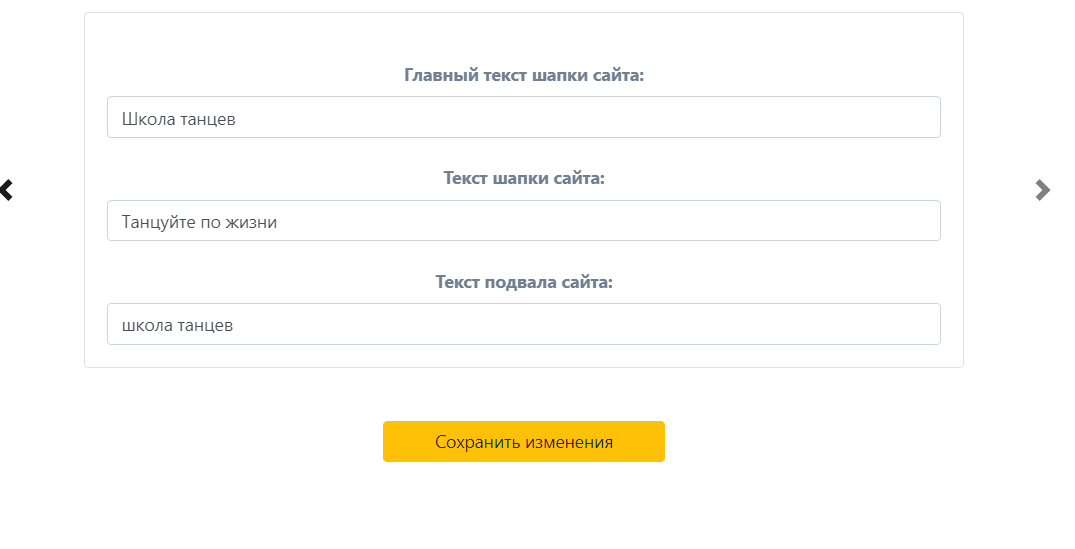 Главный текст шапки сайта:
Школа танцев
Текст шапки сайта:
Танцуйте по жизни
Текст подвала сайта:
школа танцев
Сохранить изменения